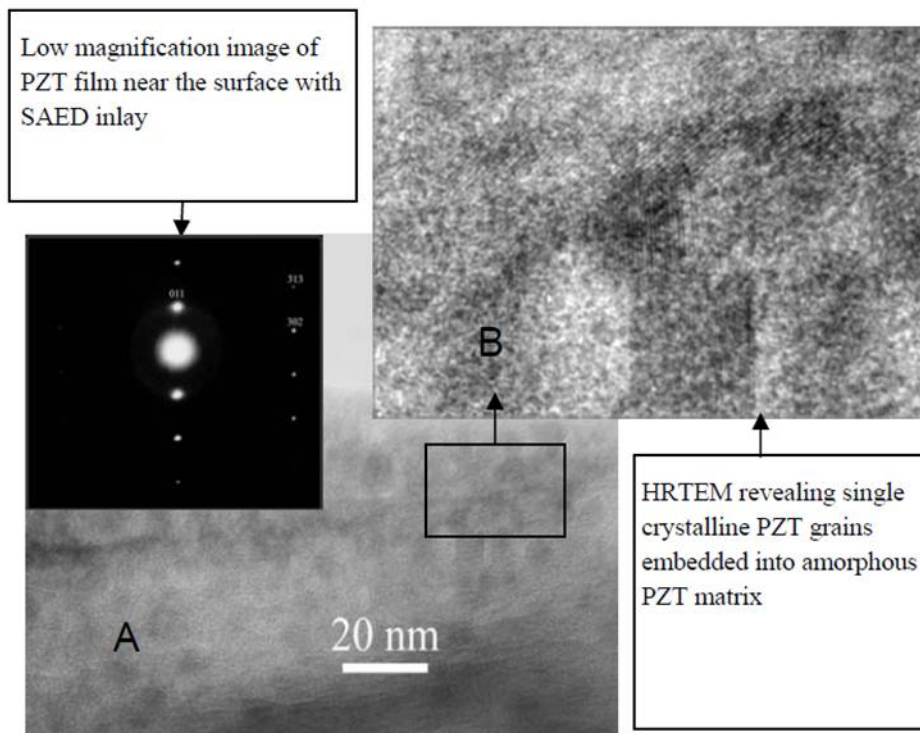 Low magnification image of
PZT film near the surface with
SAED inlay
313
011
302
B
HRTEM revealing single
crystalline PZT grains
embedded into amorphous
PZT matrix
A
20 nm